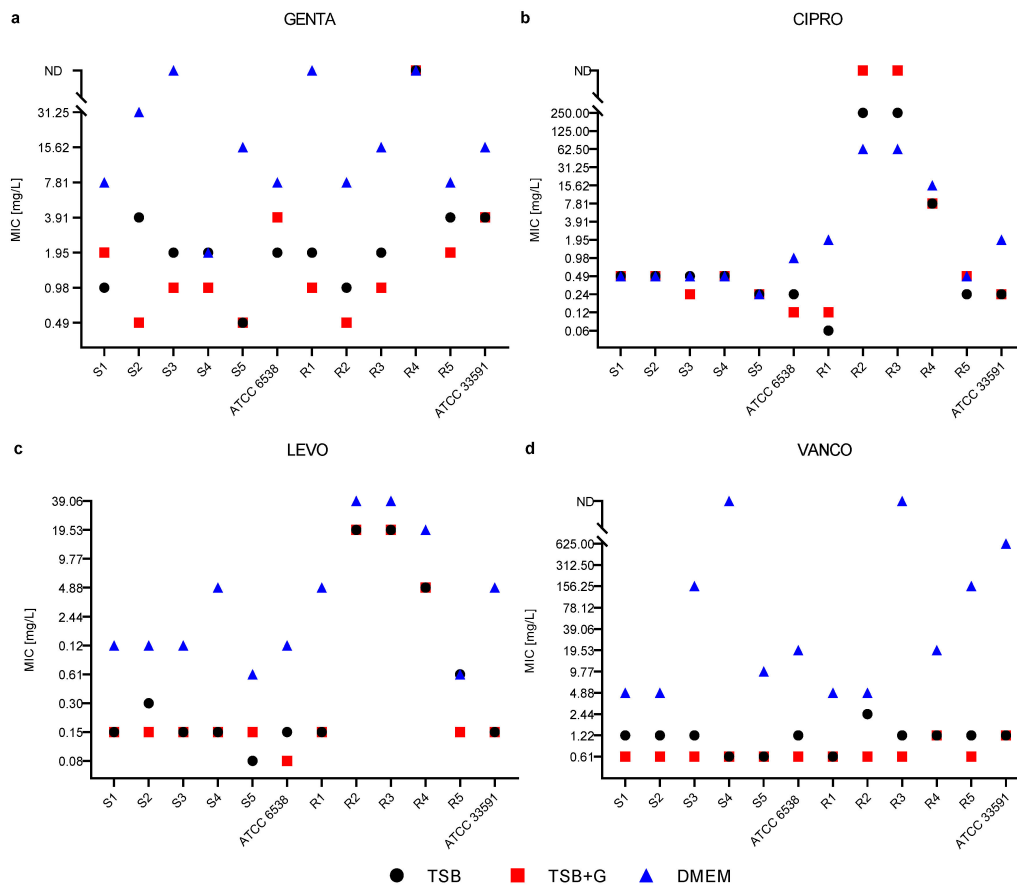 a
GENTA
ND
31.25
15.62
7.81
3.91
1.95
0.98
0.49
MIC [mg/L]
S1 S2 S3 S4 S5 ATCC 6538 R1 R2 R3 R4 R5 ATCC 33591
b
CIPRO
ND
250.00
125.00
62.50
31.25
15.62
7.81
3.91
1.95
0.98
0.49
0.24
0.12
0.06
MIC [mg/L]
S1 S2 S3 S4 S5 ATCC 6538 R1 R2 R3 R4 R5 ATCC 33591
c
LEVO
39.06
19.53
9.77
4.88
2.44
0.12
0.61
0.30
0.15
0.08
MIC [mg/L]
S1 S2 S3 S4 S5 ATCC 6538 R1 R2 R3 R4 R5 ATCC 33591
d
VANCO
ND
625.00
312.50
156.25
78.12
39.06
19.53
9.77
4.88
2.44
1.22
0.61
MIC [mg/L]
S1 S2 S3 S4 S5 ATCC 6538 R1 R2 R3 R4 R5 ATCC 33591
TSB TSB+G DMEM